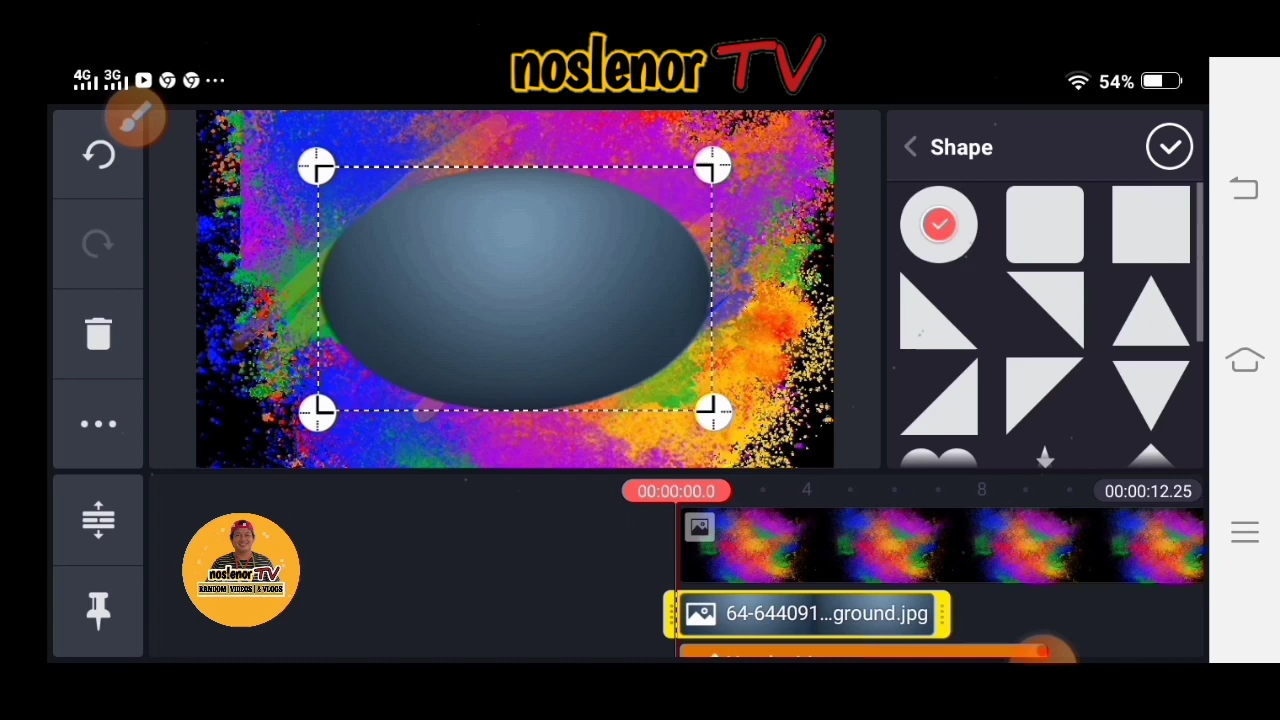 noslenor TV
4G 3G
54%
Shape
00:00:00.0 4 8 00:00:12.25
noslenor TV
RANDOM | VIDEOS | & VLOGS
64-644091...ground.jpg